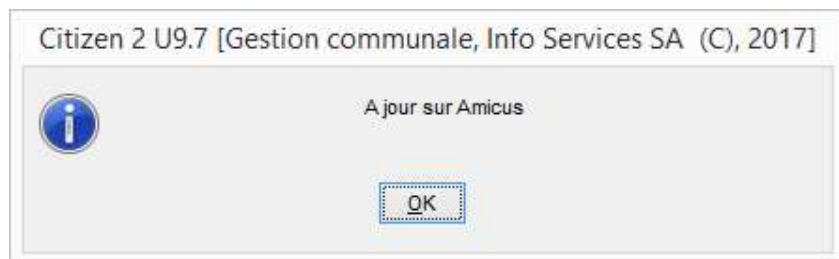 Citizen 2 U9.7 [Gestion communale, Info Services SA (C), 2017]
A jour sur Amicus
OK